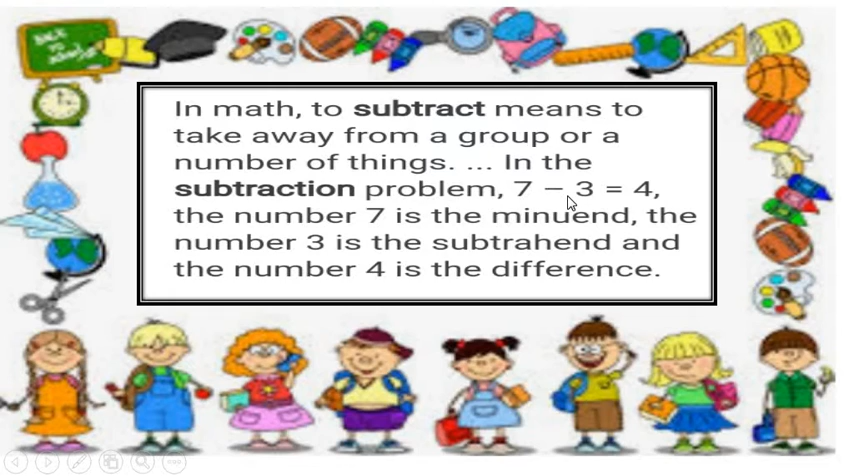 BACK
TO
In math, to subtract means to
take away from a group or a
number of things. ... In the
subtraction problem, 7 − 3 = 4,
the number 7 is the minuend, the
number 3 is the subtrahend and
the number 4 is the difference.